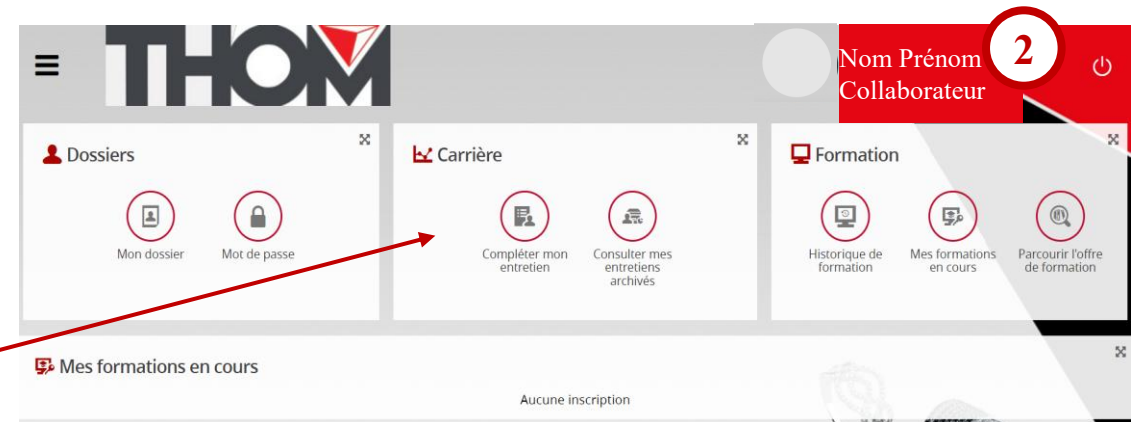 THOM
Nom Prénom
Collaborateur
2
Dossiers
Carrière
Formation
Mon dossier
Mot de passe
Compléter mon
entretien
Consulter mes
entretiens
archivés
Historique de
formation
Mes formations
en cours
Parcourir l'offre
de formation
Mes formations en cours
Aucune inscription